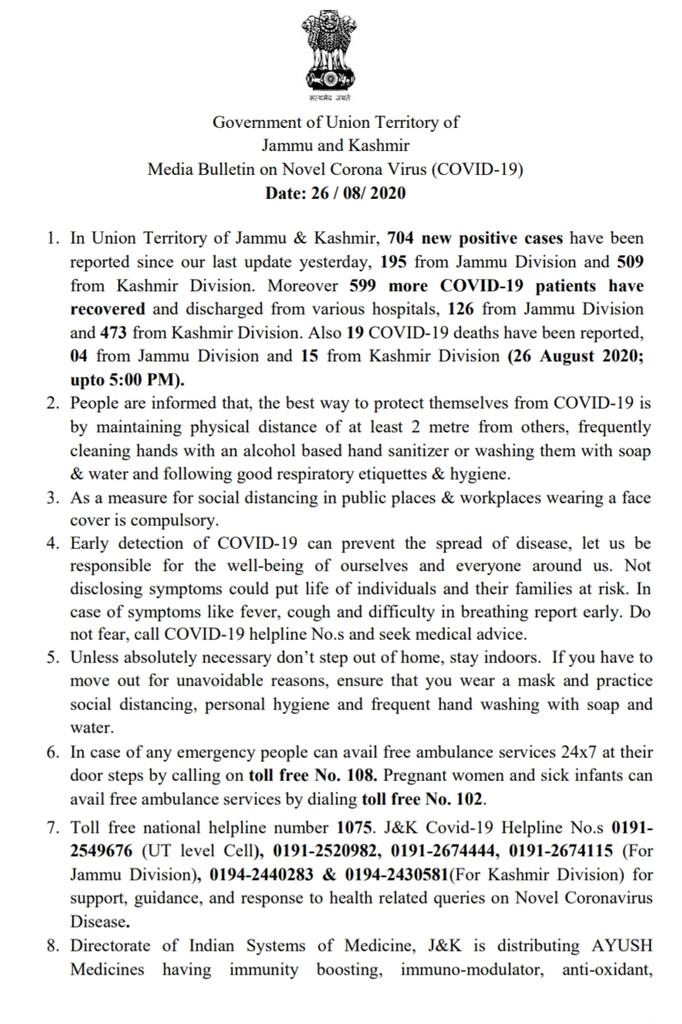 सत्यमेव जयते
Government of Union Territory of
Jammu and Kashmir
Media Bulletin on Novel Corona Virus (COVID-19)
Date: 26 / 08/ 2020
1. In Union Territory of Jammu & Kashmir, 704 new positive cases have been
reported since our last update yesterday, 195 from Jammu Division and 509
from Kashmir Division. Moreover 599 more COVID-19 patients have
recovered and discharged from various hospitals, 126 from Jammu Division
and 473 from Kashmir Division. Also 19 COVID-19 deaths have been reported,
04 from Jammu Division and 15 from Kashmir Division (26 August 2020;
upto 5:00 PM).
2. People are informed that, the best way to protect themselves from COVID-19 is
by maintaining physical distance of at least 2 metre from others, frequently
cleaning hands with an alcohol based hand sanitizer or washing them with soap
& water and following good respiratory etiquettes & hygiene.
3. As a measure for social distancing in public places & workplaces wearing a face
cover is compulsory.
4. Early detection of COVID-19 can prevent the spread of disease, let us be
responsible for the well-being of ourselves and everyone around us. Not
disclosing symptoms could put life of individuals and their families at risk. In
case of symptoms like fever, cough and difficulty in breathing report early. Do
not fear, call COVID-19 helpline No.s and seek medical advice.
5. Unless absolutely necessary don’t step out of home, stay indoors. If you have to
move out for unavoidable reasons, ensure that you wear a mask and practice
social distancing, personal hygiene and frequent hand washing with soap and
water.
6. In case of any emergency people can avail free ambulance services 24x7 at their
door steps by calling on toll free No. 108. Pregnant women and sick infants can
avail free ambulance services by dialing toll free No. 102.
7. Toll free national helpline number 1075. J&K Covid-19 Helpline No.s 0191-
2549676 (UT level Cell), 0191-2520982, 0191-2674444, 0191-2674115 (For
Jammu Division), 0194-2440283 & 0194-2430581(For Kashmir Division) for
support, guidance, and response to health related queries on Novel Coronavirus
Disease.
8. Directorate of Indian Systems of Medicine, J&K is distributing AYUSH
Medicines having immunity boosting, immuno-modulator, anti-oxidant,